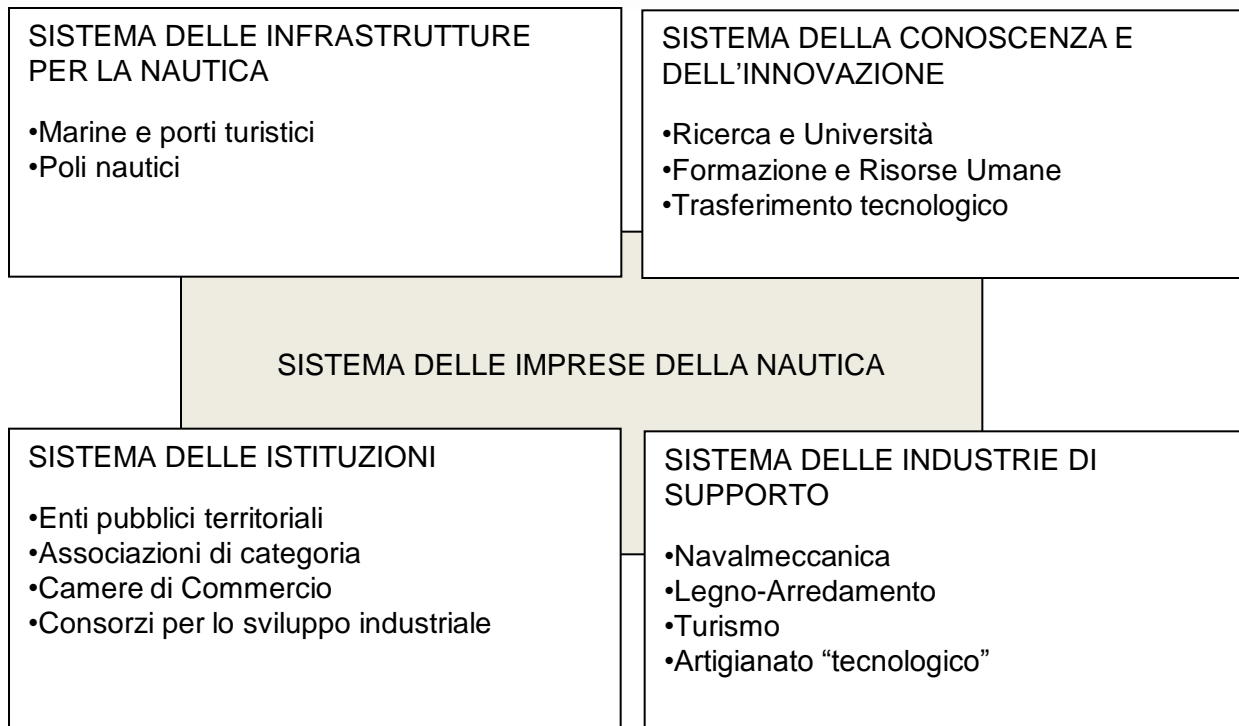 SISTEMA DELLE INFRASTRUTTURE
PER LA NAUTICA
•Marine e porti turistici
•Poli nautici
SISTEMA DELLA CONOSCENZA E
DELL’INNOVAZIONE
•Ricerca e Università
•Formazione e Risorse Umane
•Trasferimento tecnologico
SISTEMA DELLE IMPRESE DELLA NAUTICA
SISTEMA DELLE ISTITUZIONI
•Enti pubblici territoriali
•Associazioni di categoria
•Camere di Commercio
•Consorzi per lo sviluppo industriale
SISTEMA DELLE INDUSTRIE DI
SUPPORTO
•Navalmeccanica
•Legno-Arredamento
•Turismo
•Artigianato “tecnologico”